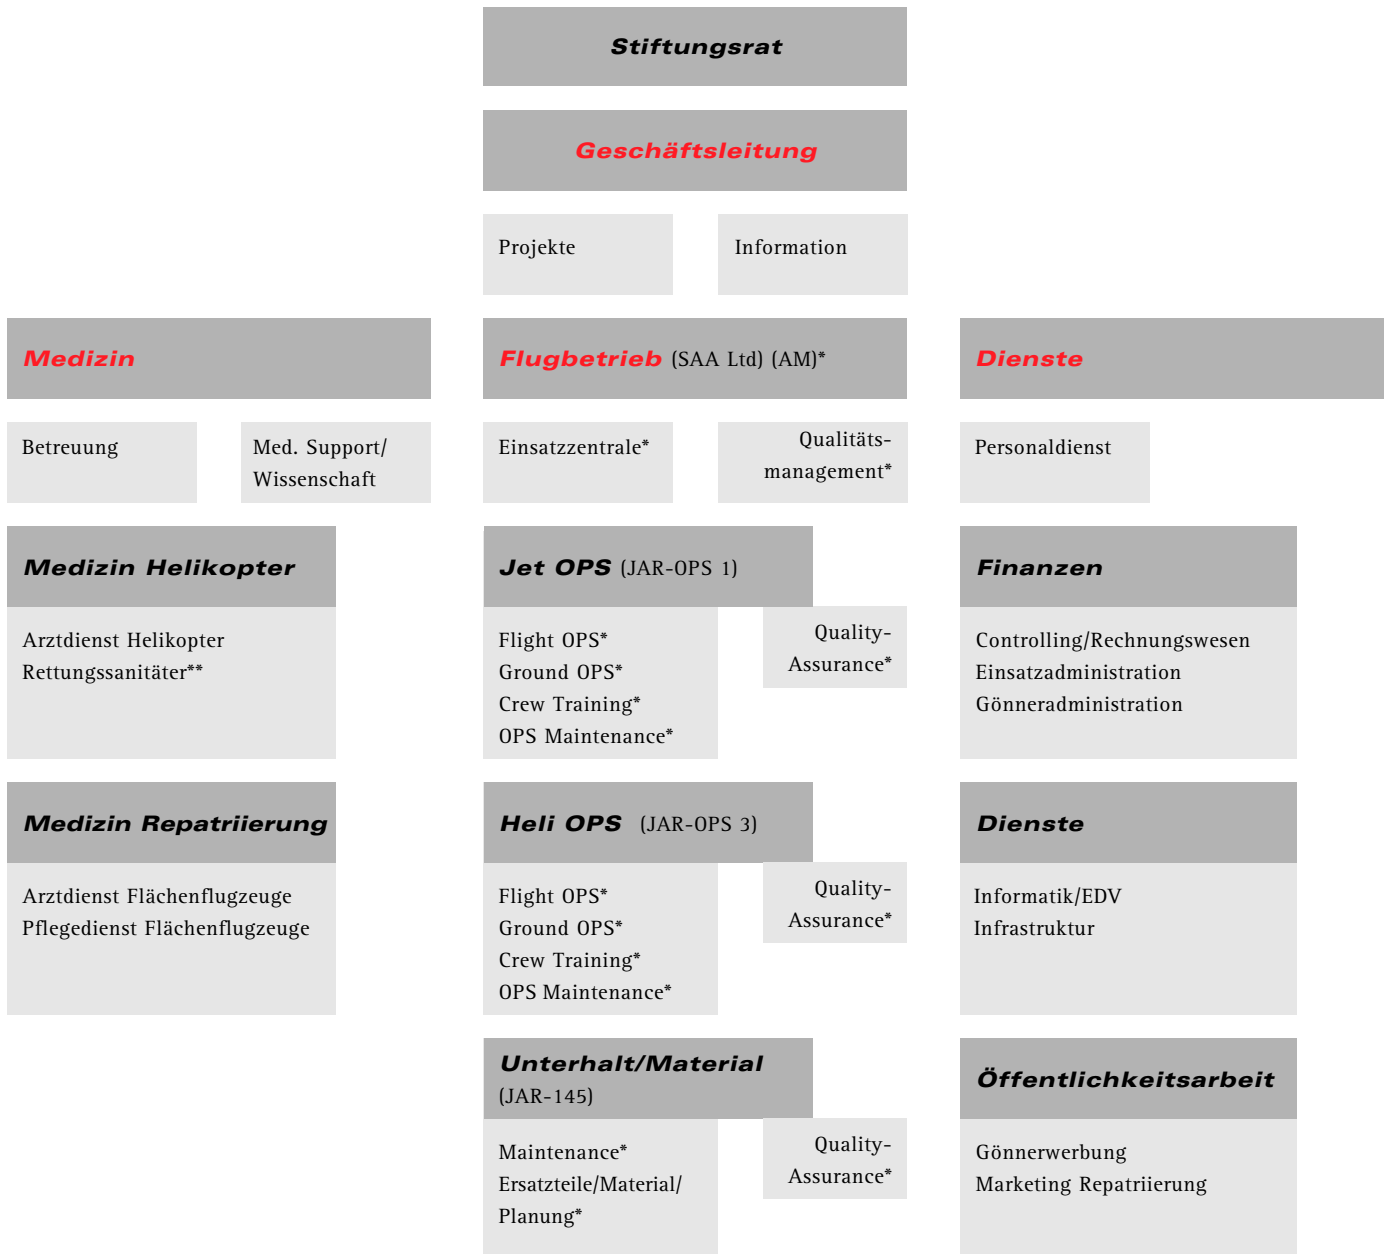 Stiftungsrat
Geschäftsleitung
Projekte
Information
Medizin
Flugbetrieb (SAA Ltd) (AM)*
Dienste
Betreuung
Med. Support/
Wissenschaft
Einsatzzentrale*
Qualitäts-
management*
Personaldienst
Medizin Helikopter
Arztdienst Helikopter
Rettungssanitäter**
Jet OPS (JAR-OPS 1)
Flight OPS*
Ground OPS*
Crew Training*
OPS Maintenance*
Quality-
Assurance*
Finanzen
Controlling/Rechnungswesen
Einsatzadministration
Gönneradministration
Medizin Repatriierung
Arztdienst Flächenflugzeuge
Pflegedienst Flächenflugzeuge
Heli OPS (JAR-OPS 3)
Flight OPS*
Ground OPS*
Crew Training*
OPS Maintenance*
Quality-
Assurance*
Dienste
Informatik/EDV
Infrastruktur
Unterhalt/Material
(JAR-145)
Maintenance*
Ersatzteile/Material/
Planung*
Quality-
Assurance*
Öffentlichkeitsarbeit
Gönnerwerbung
Marketing Repatriierung